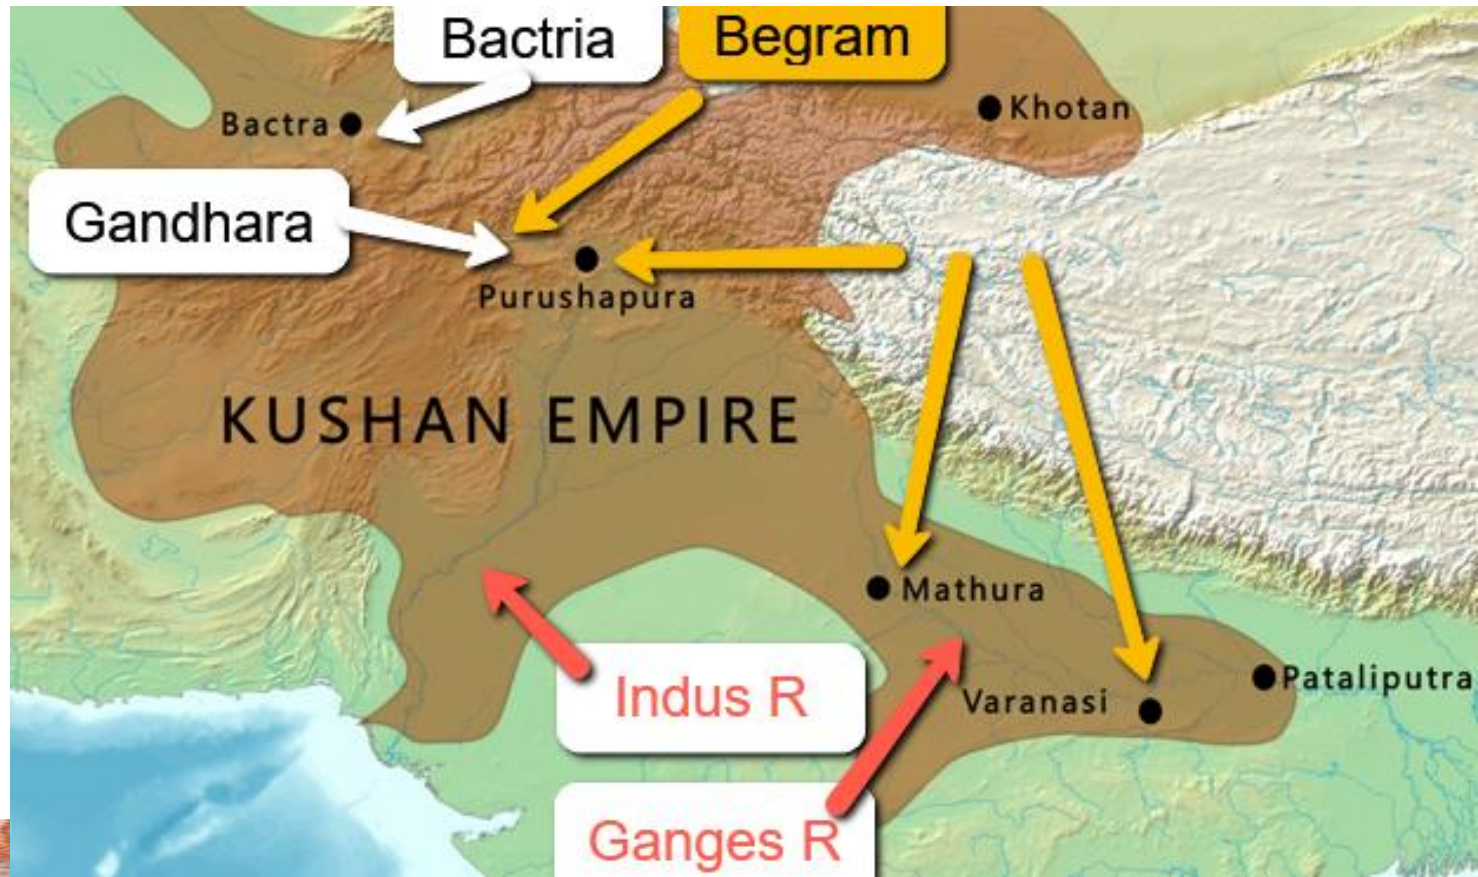 Bactria
Begram
Bactra
Khotan
Gandhara
Purushapura
KUSHAN EMPIRE
Mathura
Indus R
Varanasi
Pataliputra
Ganges R